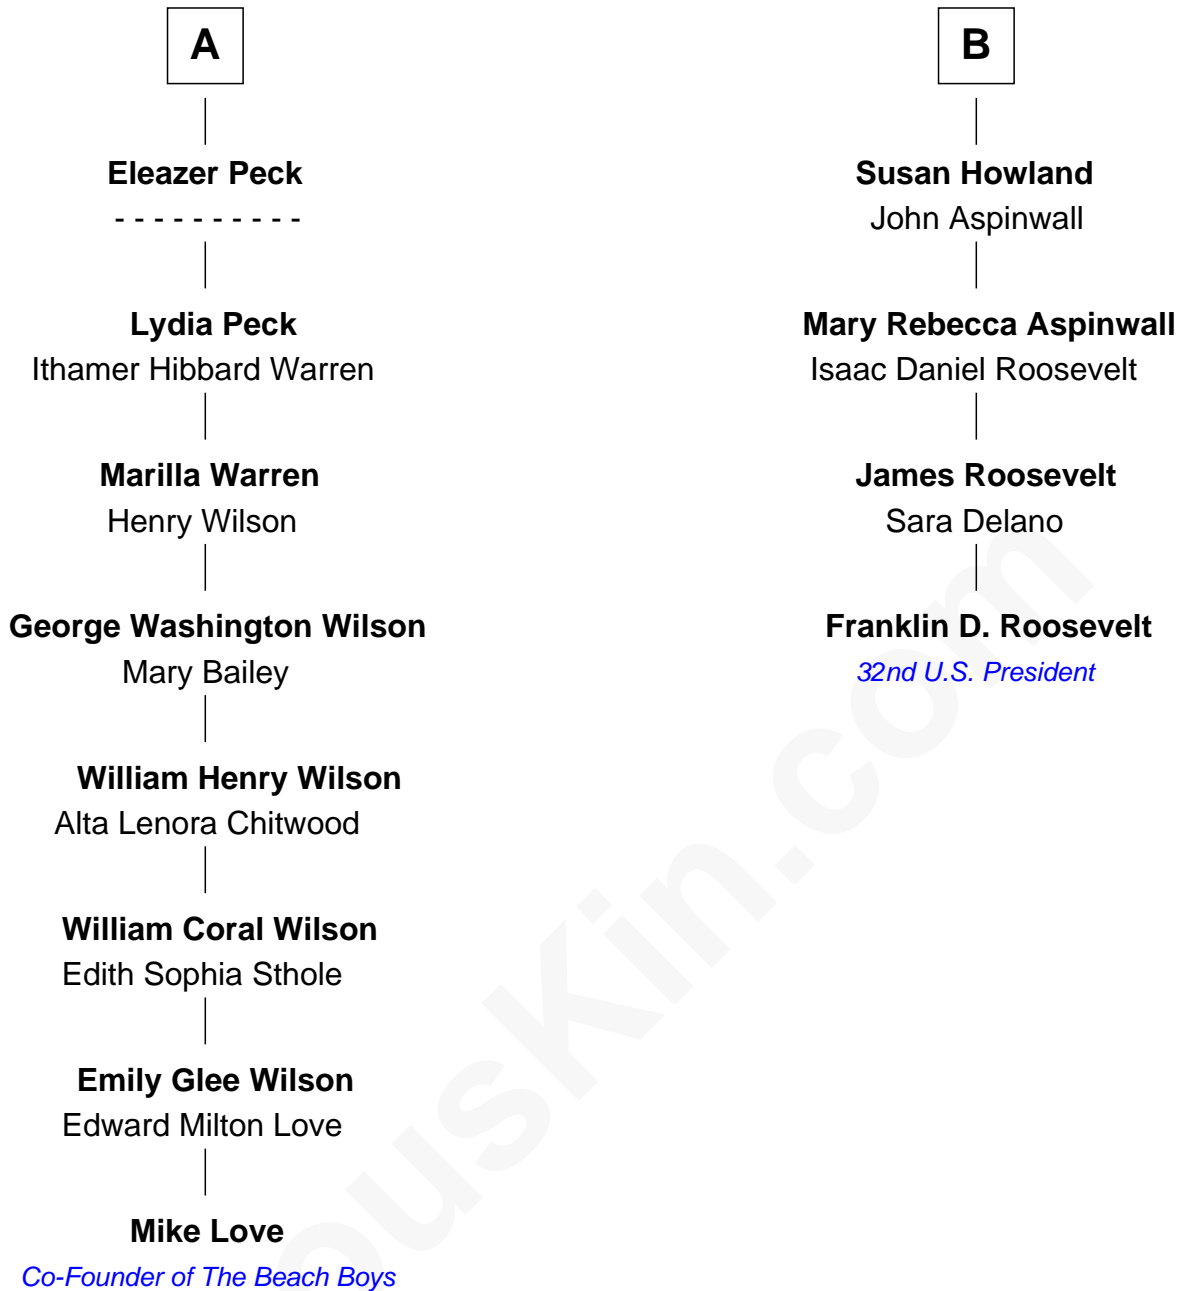 A
Eleazer Peck
- - - - - - - - - -
Lydia Peck
Ithamer Hibbard Warren
Marilla Warren
Henry Wilson
George Washington Wilson
Mary Bailey
William Henry Wilson
Alta Lenora Chitwood
William Coral Wilson
Edith Sophia Sthole
Emily Glee Wilson
Edward Milton Love
Mike Love
Co-Founder of The Beach Boys
B
Susan Howland
John Aspinwall
Mary Rebecca Aspinwall
Isaac Daniel Roosevelt
James Roosevelt
Sara Delano
Franklin D. Roosevelt
32nd U.S. President
ousKin.com